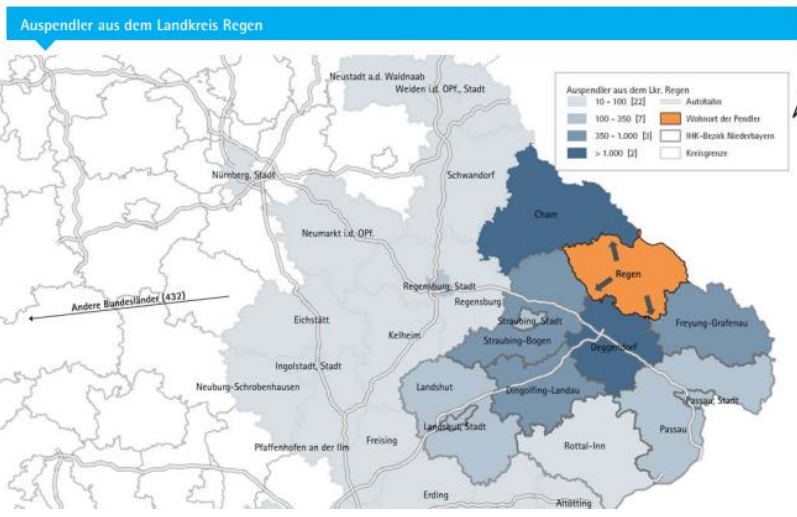 Auspendler aus dem Landkreis Regen
Auspendler aus dem Lkr. Regen
10 - 100 [22]
100 - 350 [7]
350 - 1.000 [3]
> 1.000 [2]
Autobahn
Wohnort der Pendler
IHK-Bezirk Niederbayern
Kreisgrenze
Neustadt a.d. Waldnaab
Weiden i.d. OPf., Stadt
Nürnberg, Stadt
Schwandorf
Cham
Neumarkt i.d. OPf.
Regen
Regensburg, Stadt
Regensburg
Andere Bundesländer (432)
Eichstätt
Straubing, Stadt
Freyung-Grafenau
Kelheim
Straubing-Bogen
Deggendorf
Ingolstadt, Stadt
Neuburg-Schrobenhausen
Landshut
Dingolfing-Landau
Passau, Stadt
Landshut, Stadt
Passau
Pfaffenhofen an der Ilm
Freising
Rottal-Inn
Erding
Altötting